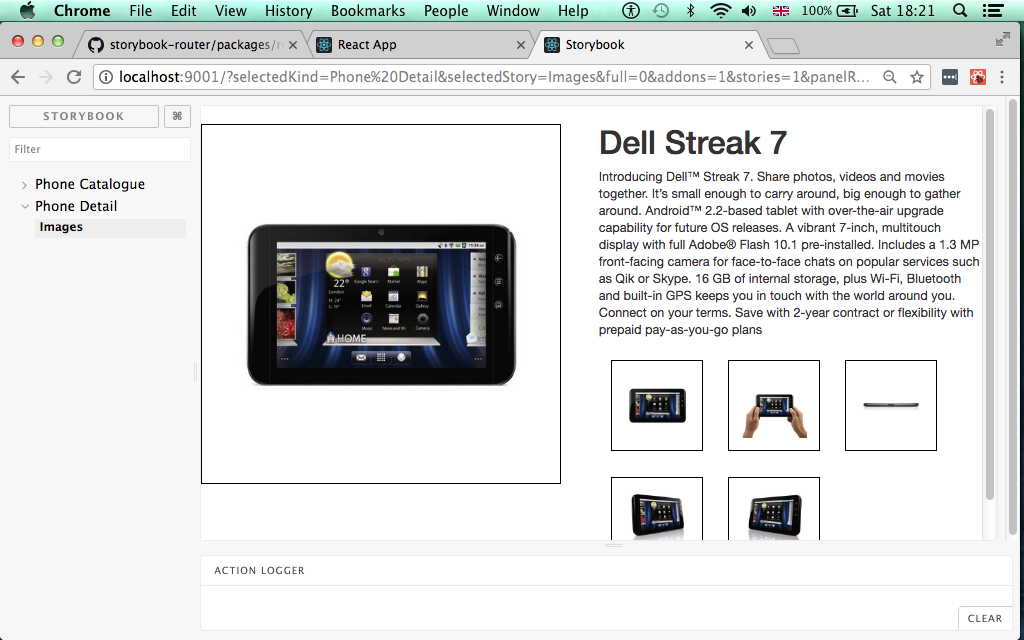 Chrome File Edit View History Bookmarks People Window Help 100% Sat 18:21
storybook-router/packages/r
React App
Storybook
localhost:9001/?selectedKind=Phone%20Detail&selectedStory=Images&full=0&addons=1&stories=1&panelR...
STORYBOOK ⌘
Filter
Phone Catalogue
Phone Detail
Images
Dell Streak 7
Introducing Dell™ Streak 7. Share photos, videos and movies
together. It’s small enough to carry around, big enough to gather
around. Android™ 2.2-based tablet with over-the-air upgrade
capability for future OS releases. A vibrant 7-inch, multitouch
display with full Adobe® Flash 10.1 pre-installed. Includes a 1.3 MP
front-facing camera for face-to-face chats on popular services such
as Qik or Skype. 16 GB of internal storage, plus Wi-Fi, Bluetooth
and built-in GPS keeps you in touch with the world around you.
Connect on your terms. Save with 2-year contract or flexibility with
prepaid pay-as-you-go plans
22°
London
Market
Email
Calendar
Gallery
Music
Camera
HOME
ACTION LOGGER
CLEAR